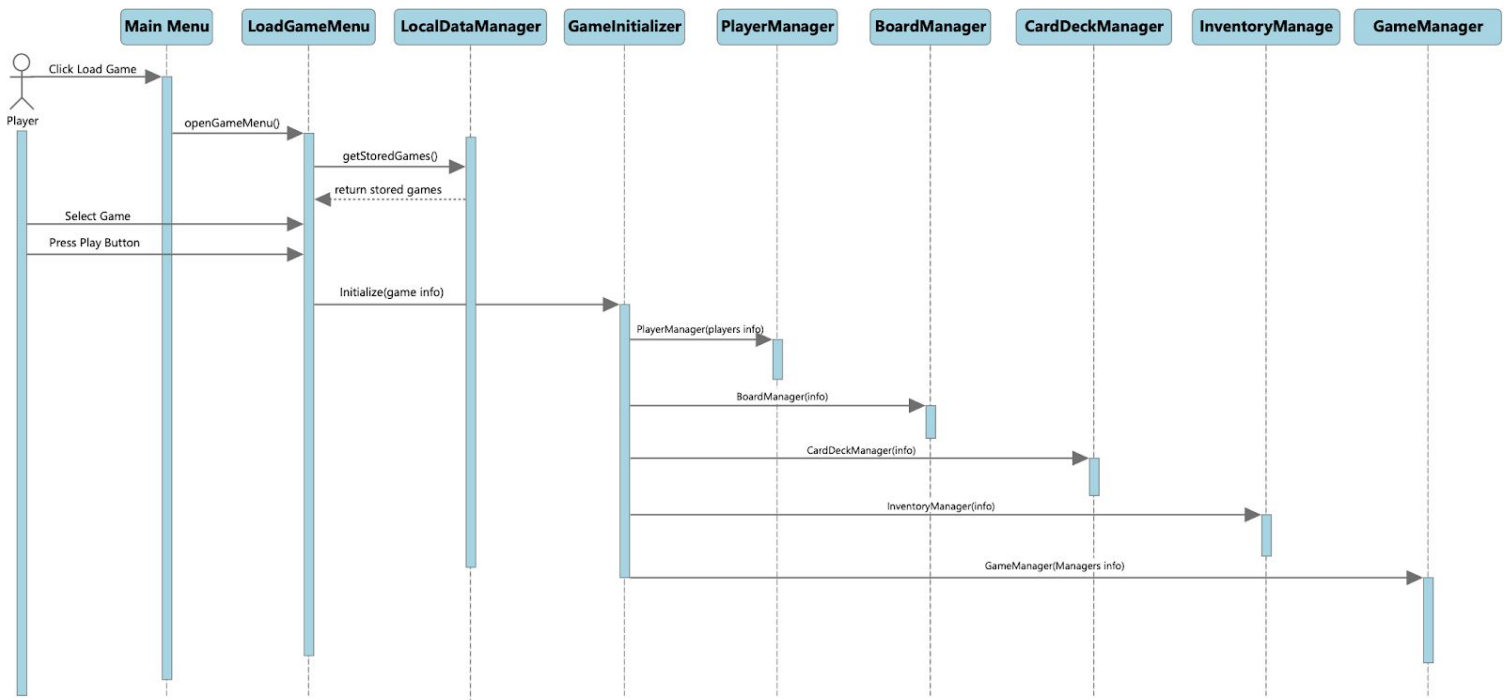 Main Menu
LoadGameMenu
LocalDataManager
GameInitializer
PlayerManager
BoardManager
CardDeckManager
InventoryManage
GameManager
Click Load Game
Player
openGameMenu()
getStoredGames()
return stored games
Select Game
Press Play Button
Initialize(game info)
PlayerManager(players info)
BoardManager(info)
CardDeckManager(info)
InventoryManager(info)
GameManager(Managers info)